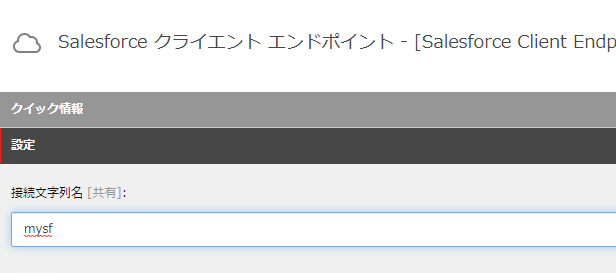 Salesforce クライアント エンドポイント - [Salesforce Client Endp
クイック情報
設定
接続文字列名 [共有]:
mysf